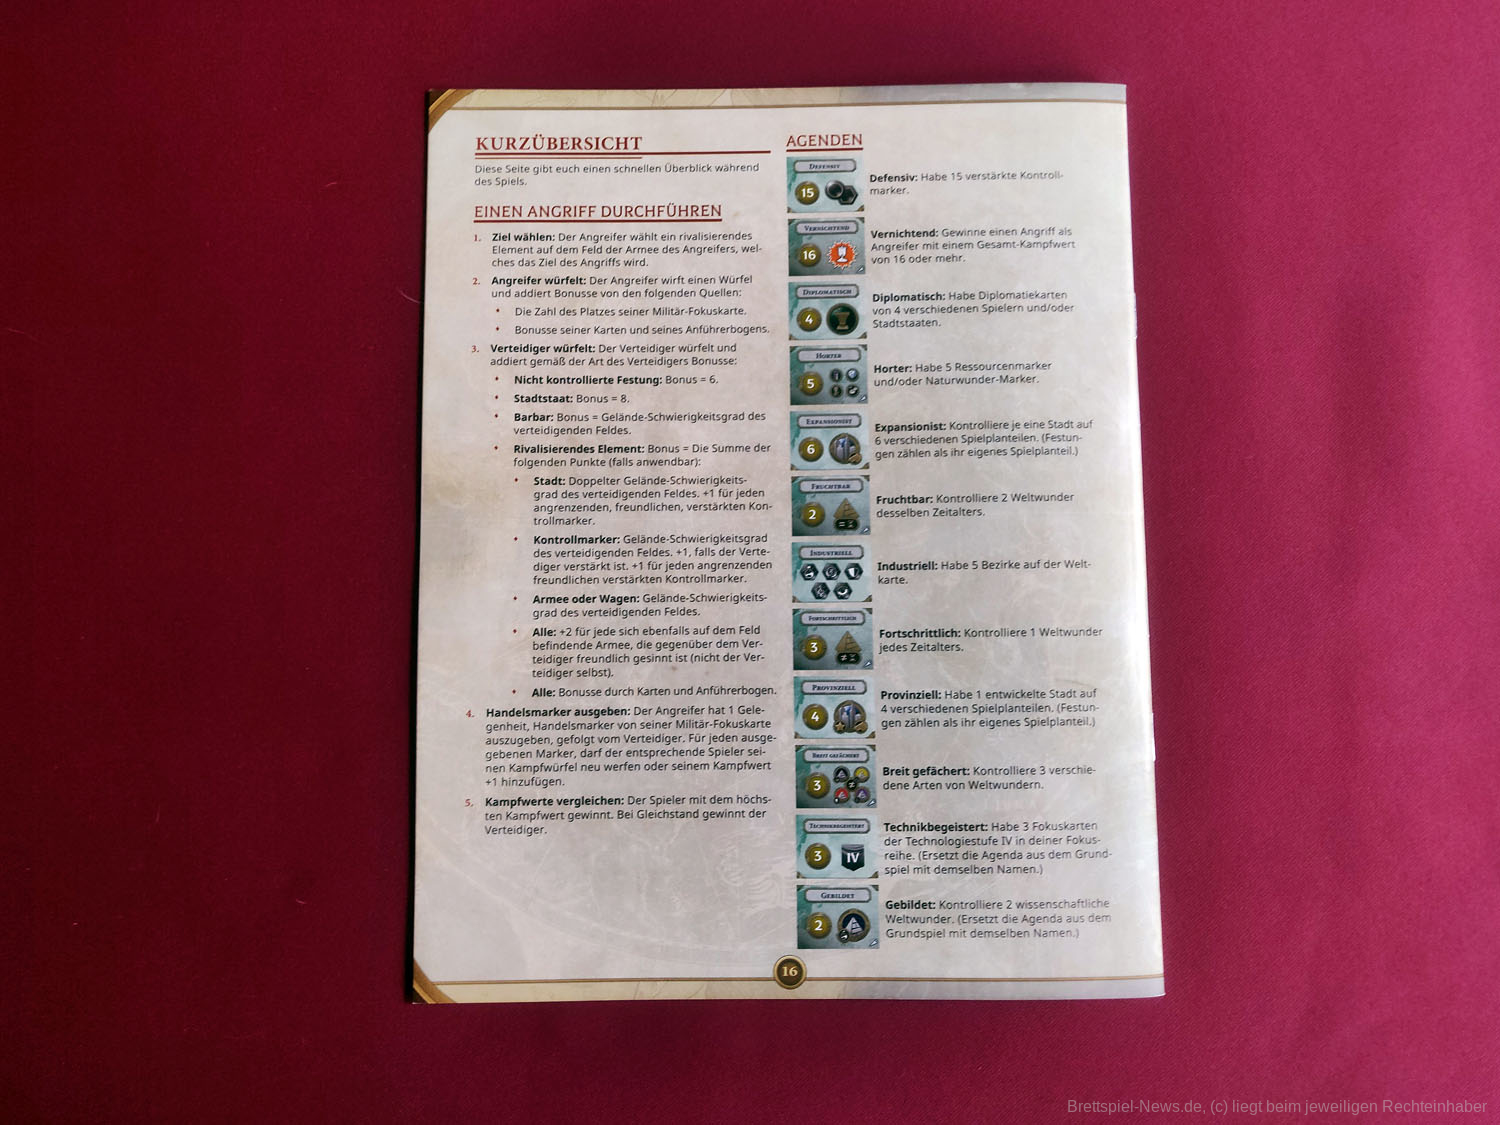 KURZÜBERSICHT
Diese Seite gibt euch einen schnellen Überblick während
des Spiels.
EINEN ANGRIFF DURCHFÜHREN
1. Ziel wählen: Der Angreifer wählt ein rivalisierendes
Element auf dem Feld der Armee des Angreifers, wel-
ches das Ziel des Angriffs wird.
2. Angreifer würfelt: Der Angreifer wirft einen Würfel
und addiert Bonusse von den folgenden Quellen:
• Die Zahl des Platzes seiner Militär-Fokuskarte.
• Bonusse seiner Karten und seines Anführerbogens.
3. Verteidiger würfelt: Der Verteidiger würfelt und
addiert gemäß der Art des Verteidigers Bonusse:
• Nicht kontrollierte Festung: Bonus = 6.
• Stadtstaat: Bonus = 8.
• Barbar: Bonus = Gelände-Schwierigkeitsgrad des
verteidigenden Feldes.
• Rivalisierendes Element: Bonus = Die Summe der
folgenden Punkte (falls anwendbar):
• Stadt: Doppelter Gelände-Schwierigkeits-
grad des verteidigenden Feldes. +1 für jeden
angrenzenden, freundlichen, verstärkten Kon-
trollmarker.
• Kontrollmarker: Gelände-Schwierigkeitsgrad
des verteidigenden Feldes. +1, falls der Verte-
diger verstärkt ist. +1 für jeden angrenzenden
freundlichen verstärkten Kontrollmarker.
• Armee oder Wagen: Gelände-Schwierigkeits-
grad des verteidigenden Feldes.
• Alle: +2 für jede sich ebenfalls auf dem Feld
befindende Armee, die gegenüber dem Ver-
teidiger freundlich gesinnt ist (nicht der Ver-
teidiger selbst).
• Alle: Bonusse durch Karten und Anführerbogen.
4. Handelsmarker ausgeben: Der Angreifer hat 1 Gele-
genheit, Handelsmarker von seiner Militär-Fokuskarte
auszugeben, gefolgt vom Verteidiger. Für jeden ausge-
gebenen Marker, darf der entsprechende Spieler sei-
nen Kampfwürfel neu werfen oder seinem Kampfwert
+1 hinzufügen.
5. Kampfwerte vergleichen: Der Spieler mit dem höchs-
ten Kampfwert gewinnt. Bei Gleichstand gewinnt der
Verteidiger.
AGENDEN
DEFENSIV
15
Defensiv: Habe 15 verstärkte Kontroll-
marker.
VERNICHTEND
16
Vernichtend: Gewinne einen Angriff als
Angreifer mit einem Gesamt-Kampfwert
von 16 oder mehr.
DIPLOMATISCH
4
Diplomatisch: Habe Diplomatiekarten
von 4 verschiedenen Spielern und/oder
Stadtstaaten.
HORTER
5
Horter: Habe 5 Ressourcenmarker
und/oder Naturwunder-Marker.
EXPANSIONIST
6
Expansionist: Kontrolliere je eine Stadt auf
6 verschiedenen Spielplanteilen. (Festun-
gen zählen als ihr eigenes Spielplanteil.)
FRUCHTBAR
2
Fruchtbar: Kontrolliere 2 Weltwunder
desselben Zeitalters.
INDUSTRIELL
Industriell: Habe 5 Bezirke auf der Welt-
karte.
FORTSCHRITTLICH
3
Fortschrittlich: Kontrolliere 1 Weltwunder
jedes Zeitalters.
PROVINZIELL
4
Provinziell: Habe 1 entwickelte Stadt auf
4 verschiedenen Spielplanteilen. (Festun-
gen zählen als ihr eigenes Spielplanteil.)
BREIT GEFÄCHERT
3
Breit gefächert: Kontrolliere 3 verschie-
dene Arten von Weltwundern.
TECHNIKBEGEISTERT
3
IV
Technikbegeistert: Habe 3 Fokuskarten
der Technologiestufe IV in deiner Fokus-
reihe. (Ersetzt die Agenda aus dem Grund-
spiel mit demselben Namen.)
GEBILDET
2
Gebildet: Kontrolliere 2 wissenschaftliche
Weltwunder. (Ersetzt die Agenda aus dem
Grundspiel mit demselben Namen.)
16
Brettspiel-News.de, (c) liegt beim jeweiligen Rechteinhaber